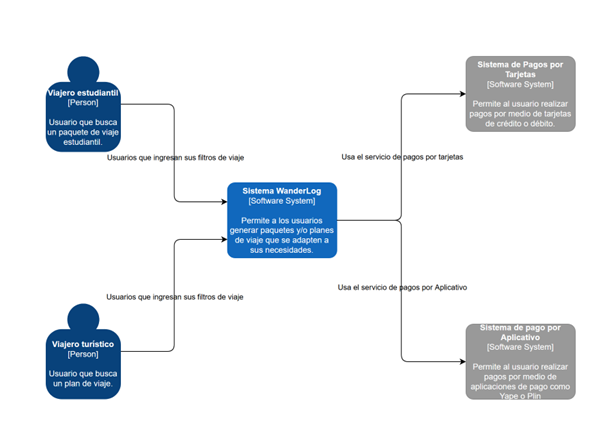 Viajero estudiantil
[Person]
Usuario que busca
un paquete de viaje
estudiantil.
Usuarios que ingresan sus filtros de viaje
Sistema de Pagos por
Tarjetas
[Software System]
Permite al usuario realizar
pagos por medio de tarjetas
de crédito o débito.
Usa el servicio de pagos por tarjetas
Sistema WanderLog
[Software System]
Permite a los usuarios
generar paquetes y/o planes
de viaje que se adapten a
sus necesidades.
Usuarios que ingresan sus filtros de viaje
Usa el servicio de pagos por Aplicativo
Viajero turístico
[Person]
Usuario que busca
un plan de viaje.
Sistema de pago por
Aplicativo
[Software System]
Permite al usuario realizar
pagos por medio de
aplicaciones de pago como
Yape o Plin